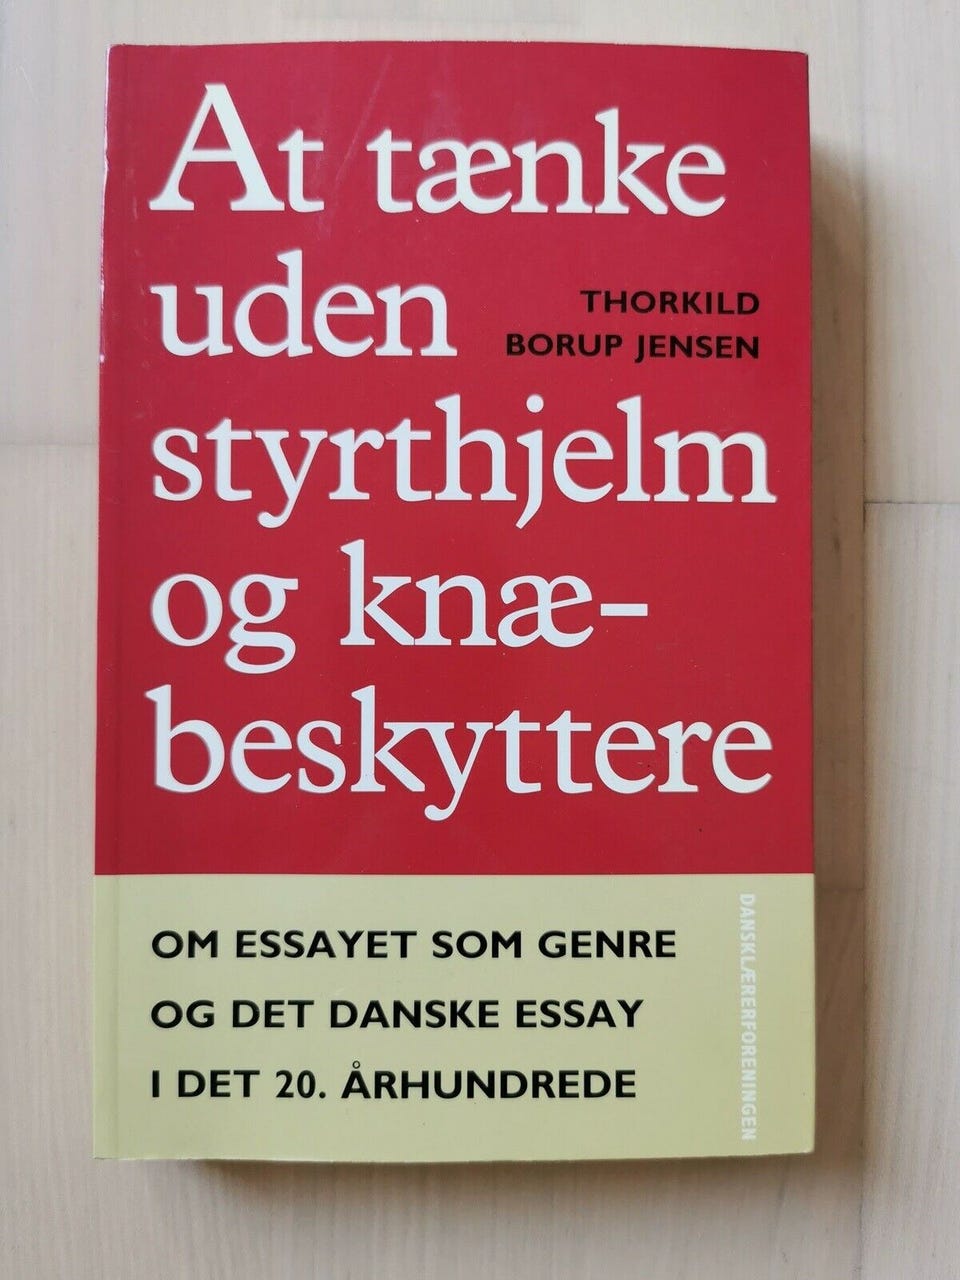 At tænke
uden
THORKILD
BORUP JENSEN
styrthjelm
og knæ-
beskyttere
OM ESSAYET SOM GENRE
OG DET DANSKE ESSAY
I DET 20. ÅRHUNDREDE
DANSKLÆRERFORENINGEN